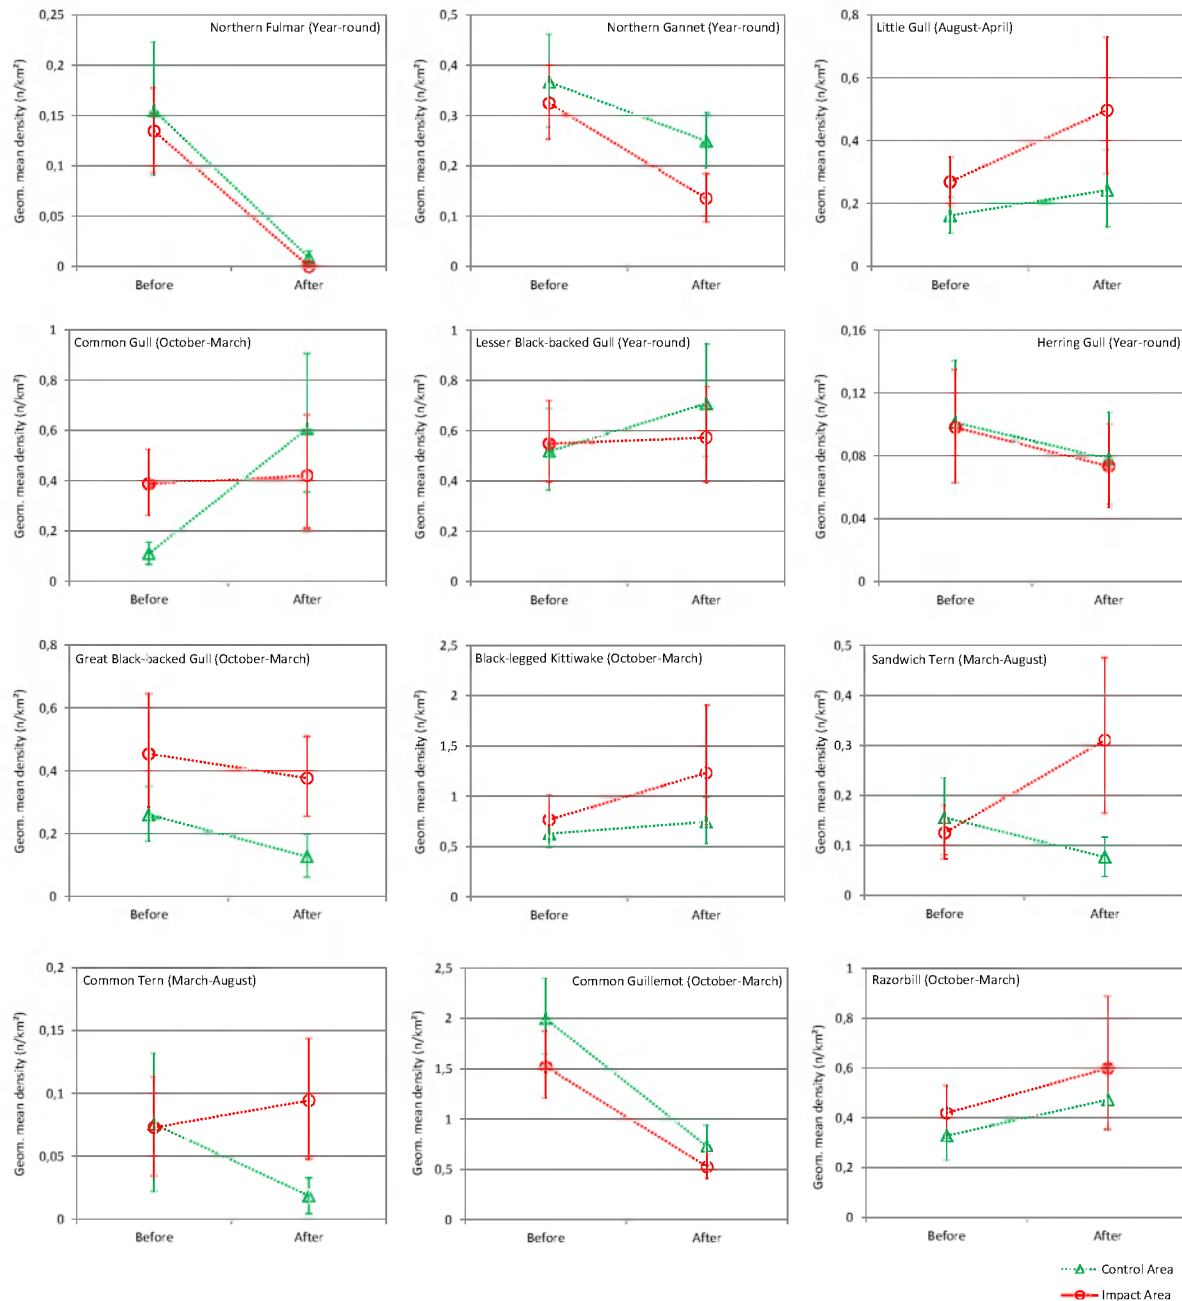 Northern Fulmar (Year-round)
Geom. mean density (n/km²)
0,25
0,2
0,15
0,1
0,05
0
Before
After
Northern Gannet (Year-round)
Geom. mean density (n/km²)
0,5
0,4
0,3
0,2
0,1
0
Before
After
Little Gull (August-April)
Geom. mean density (n/km²)
0,8
0,6
0,4
0,2
0
Before
After
Common Gull (October-March)
Geom. mean density (n/km²)
1
0,8
0,6
0,4
0,2
0
Before
After
Lesser Black-backed Gull (Year-round)
Geom. mean density (n/km²)
1
0,8
0,6
0,4
0,2
0
Before
After
Herring Gull (Year-round)
Geom. mean density (n/km²)
0,16
0,12
0,08
0,04
0
Before
After
Great Black-backed Gull (October-March)
Geom. mean density (n/km²)
0,8
0,6
0,4
0,2
0
Before
After
Black-legged Kittiwake (October-March)
Geom. mean density (n/km²)
2,5
2
1,5
1
0,5
0
Before
After
Sandwich Tern (March-August)
Geom. mean density (n/km²)
0,5
0,4
0,3
0,2
0,1
0
Before
After
Common Tern (March-August)
Geom. mean density (n/km²)
0,2
0,15
0,1
0,05
0
Before
After
Common Guillemot (October-March)
Geom. mean density (n/km²)
2,5
2
1,5
1
0,5
0
Before
After
Razorbill (October-March)
Geom. mean density (n/km²)
1
0,8
0,6
0,4
0,2
0
Before
After
Control Area
Impact Area